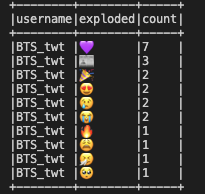 +--------+--------+-----+
|username|exploded|count|
+--------+--------+-----+
|BTS_twt |💜      |7    |
|BTS_twt |        |3    |
|BTS_twt |🎉      |2    |
|BTS_twt |😍      |2    |
|BTS_twt |😢      |2    |
|BTS_twt |😭      |2    |
|BTS_twt |🔥      |1    |
|BTS_twt |😩      |1    |
|BTS_twt |🥲      |1    |
|BTS_twt |🥺      |1    |
+--------+--------+-----+